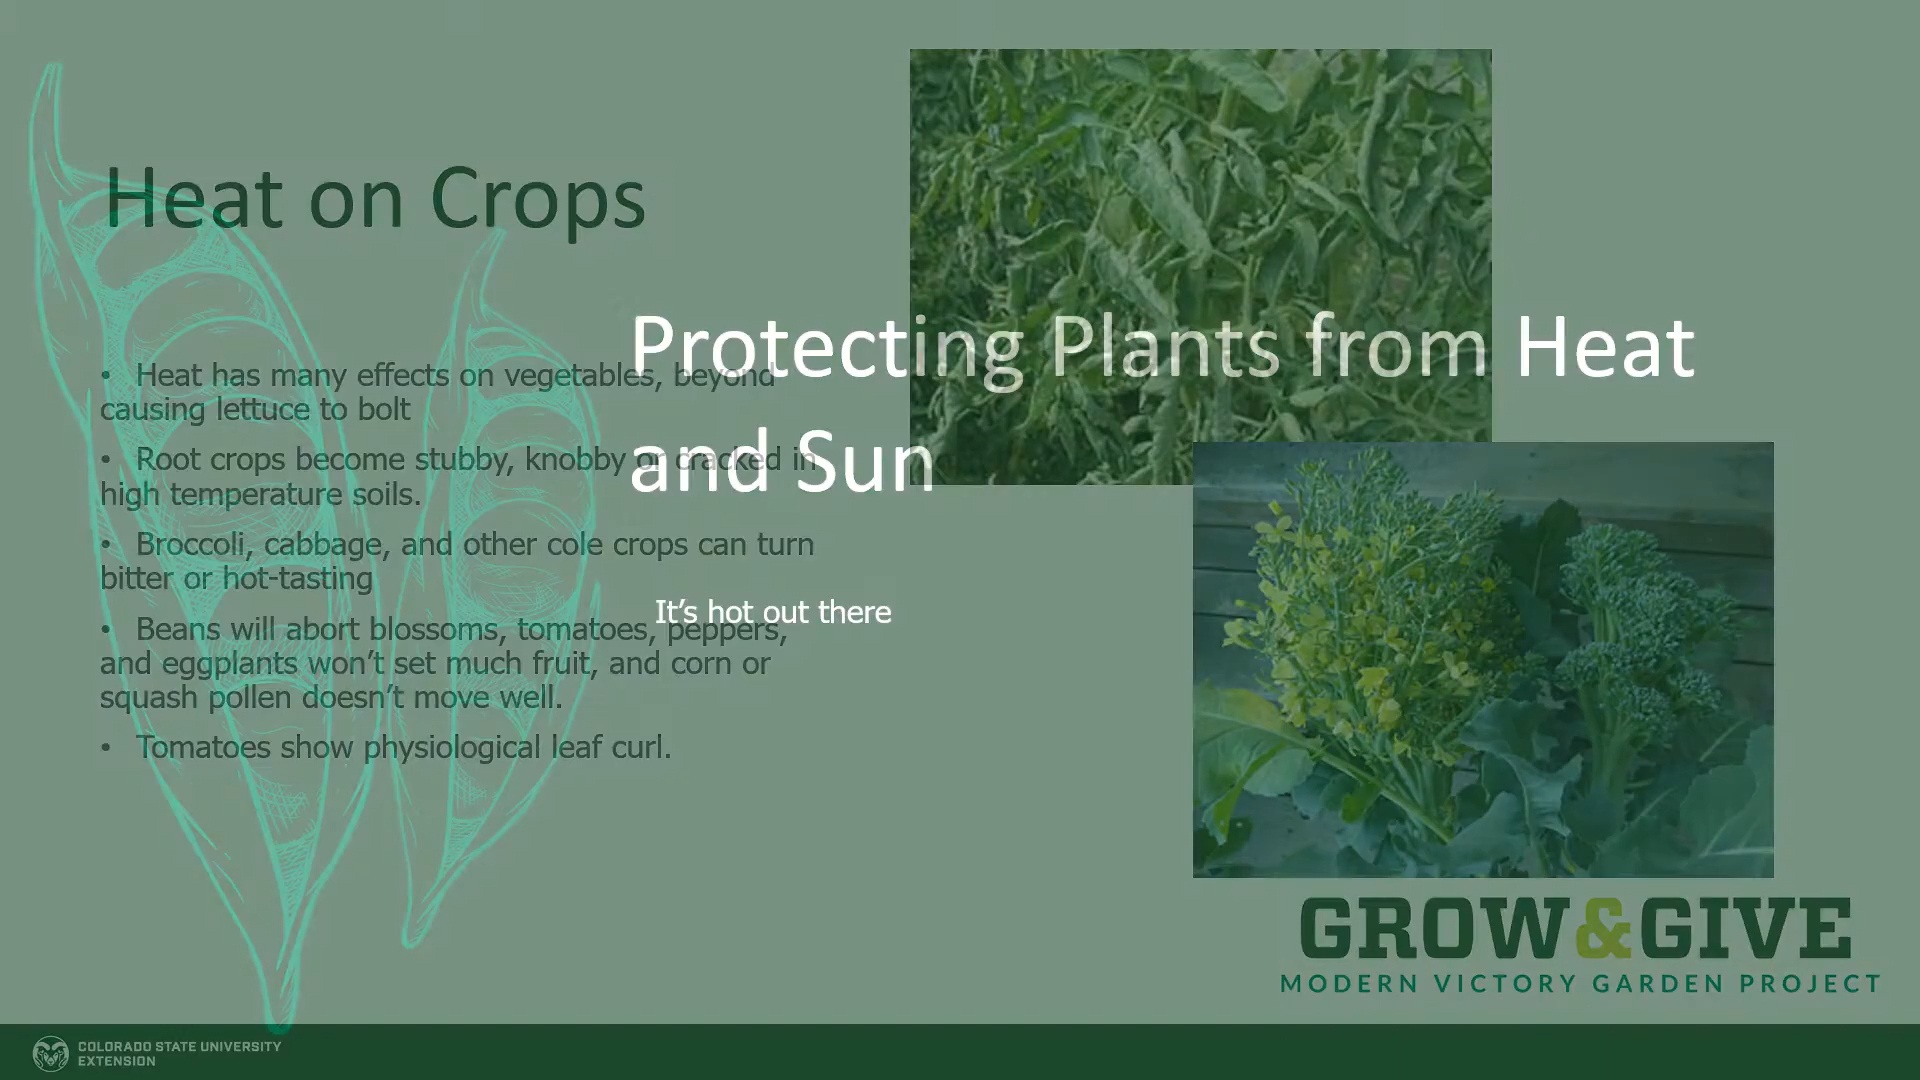 Heat on Crops
Protecting Plants from Heat
and Sun
It’s hot out there
• Heat has many effects on vegetables, beyond
causing lettuce to bolt
• Root crops become stubby, knobby or cracked in
high temperature soils.
• Broccoli, cabbage, and other cole crops can turn
bitter or hot-tasting
• Beans will abort blossoms, tomatoes, peppers,
and eggplants won’t set much fruit, and corn or
squash pollen doesn’t move well.
• Tomatoes show physiological leaf curl.
GROW&GIVE
MODERN VICTORY GARDEN PROJECT
COLORADO STATE UNIVERSITY
EXTENSION